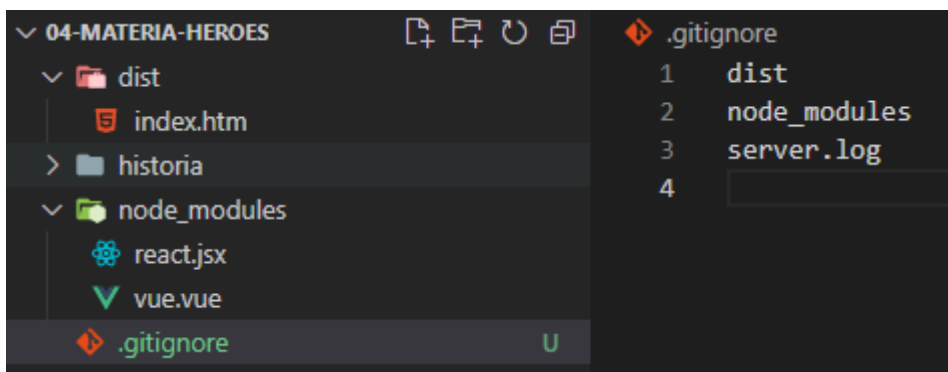 04-MATERIA-HEROES
dist
index.htm
historia
node_modules
react.jsx
vue.vue
.gitignore U
.gitignore
1 dist
2 node_modules
3 server.log
4